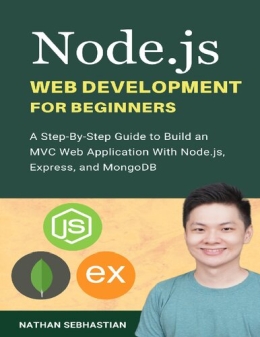 Node.js
WEB DEVELOPMENT
FOR BEGINNERS
A Step-By-Step Guide to Build an
MVC Web Application With Node.js,
Express, and MongoDB
JS
ex
NATHAN SEBHASTIAN